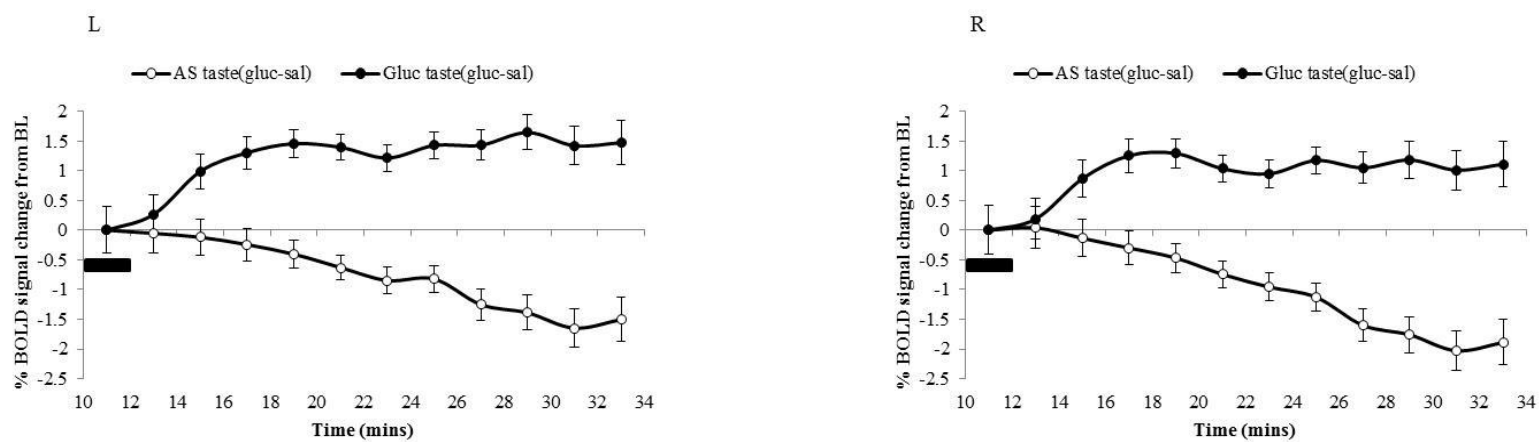 L
AS taste(gluc-sal) Gluc taste(gluc-sal)
% BOLD signal change from BL
2
1.5
1
0.5
0
-0.5
-1
-1.5
-2
-2.5
10 12 14 16 18 20 22 24 26 28 30 32 34
Time (mins)
R
AS taste(gluc-sal) Gluc taste(gluc-sal)
% BOLD signal change from BL
2
1.5
1
0.5
0
-0.5
-1
-1.5
-2
-2.5
10 12 14 16 18 20 22 24 26 28 30 32 34
Time (mins)